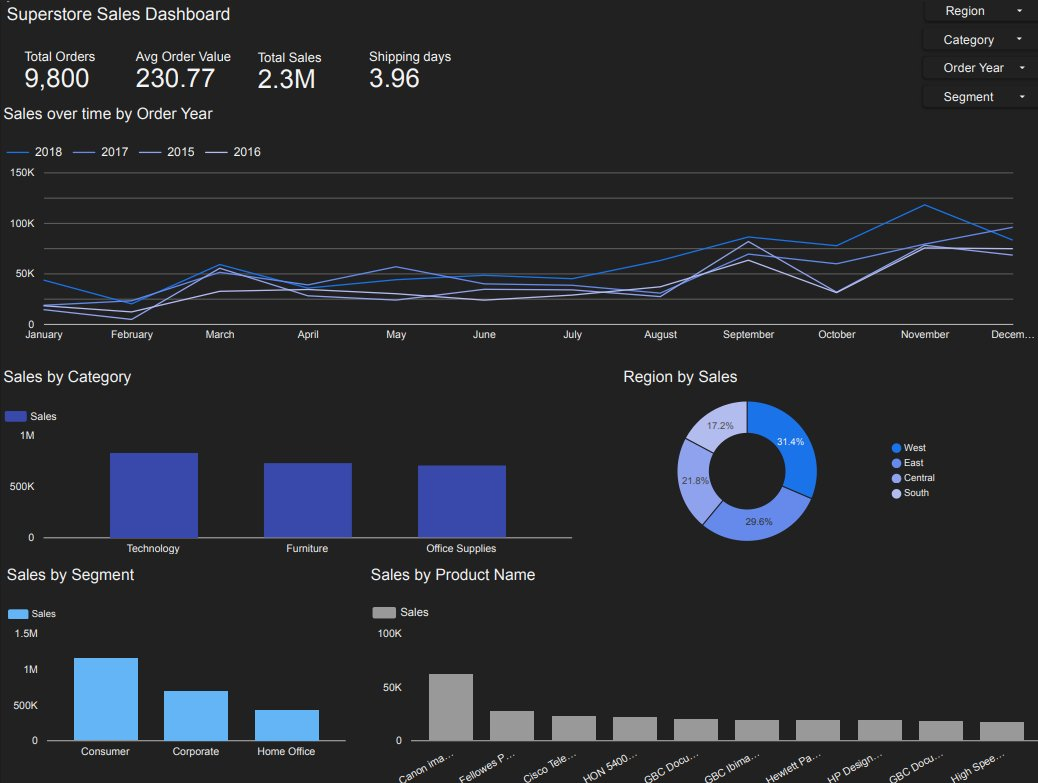 Superstore Sales Dashboard
Region
Category
Order Year
Segment
Total Orders
9,800
Avg Order Value
230.77
Total Sales
2.3M
Shipping days
3.96
Sales over time by Order Year
2018 2017 2015 2016
150K
100K
50K
0
January February March April May June July August September October November Decem...
Sales by Category
Sales
1M
500K
0
Technology Furniture Office Supplies
Region by Sales
17.2%
31.4%
21.8%
29.6%
West
East
Central
South
Sales by Segment
Sales
1.5M
1M
500K
0
Consumer Corporate Home Office
Sales by Product Name
Sales
100K
50K
0
Canon ima... Fellowes P... Cisco Tele... HON 5400... GBC Docu... GBC Ibima... Hewlett Pa... HP Design... GBC Docu... High Spee...